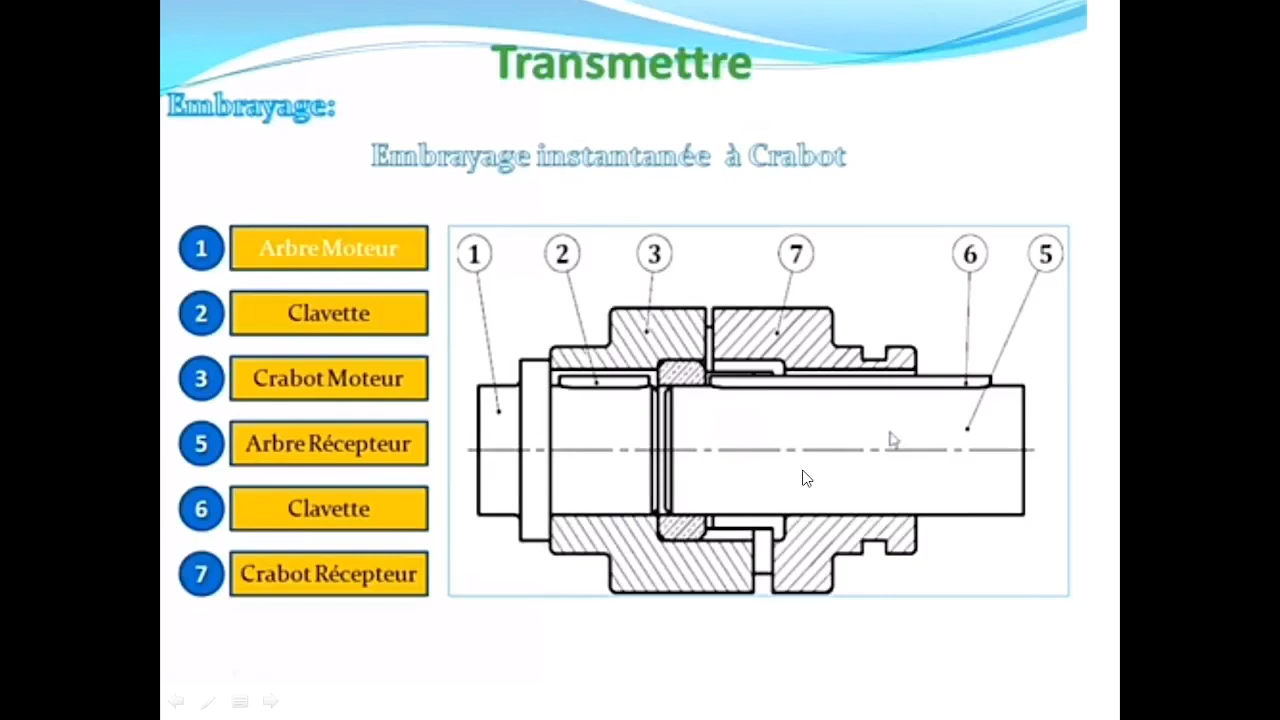 Transmettre
Embrayage:
Embrayage instantanée à Crabot
1 Arbre Moteur
2 Clavette
3 Crabot Moteur
5 Arbre Récepteur
6 Clavette
7 Crabot Récepteur
1 2 3 7 6 5